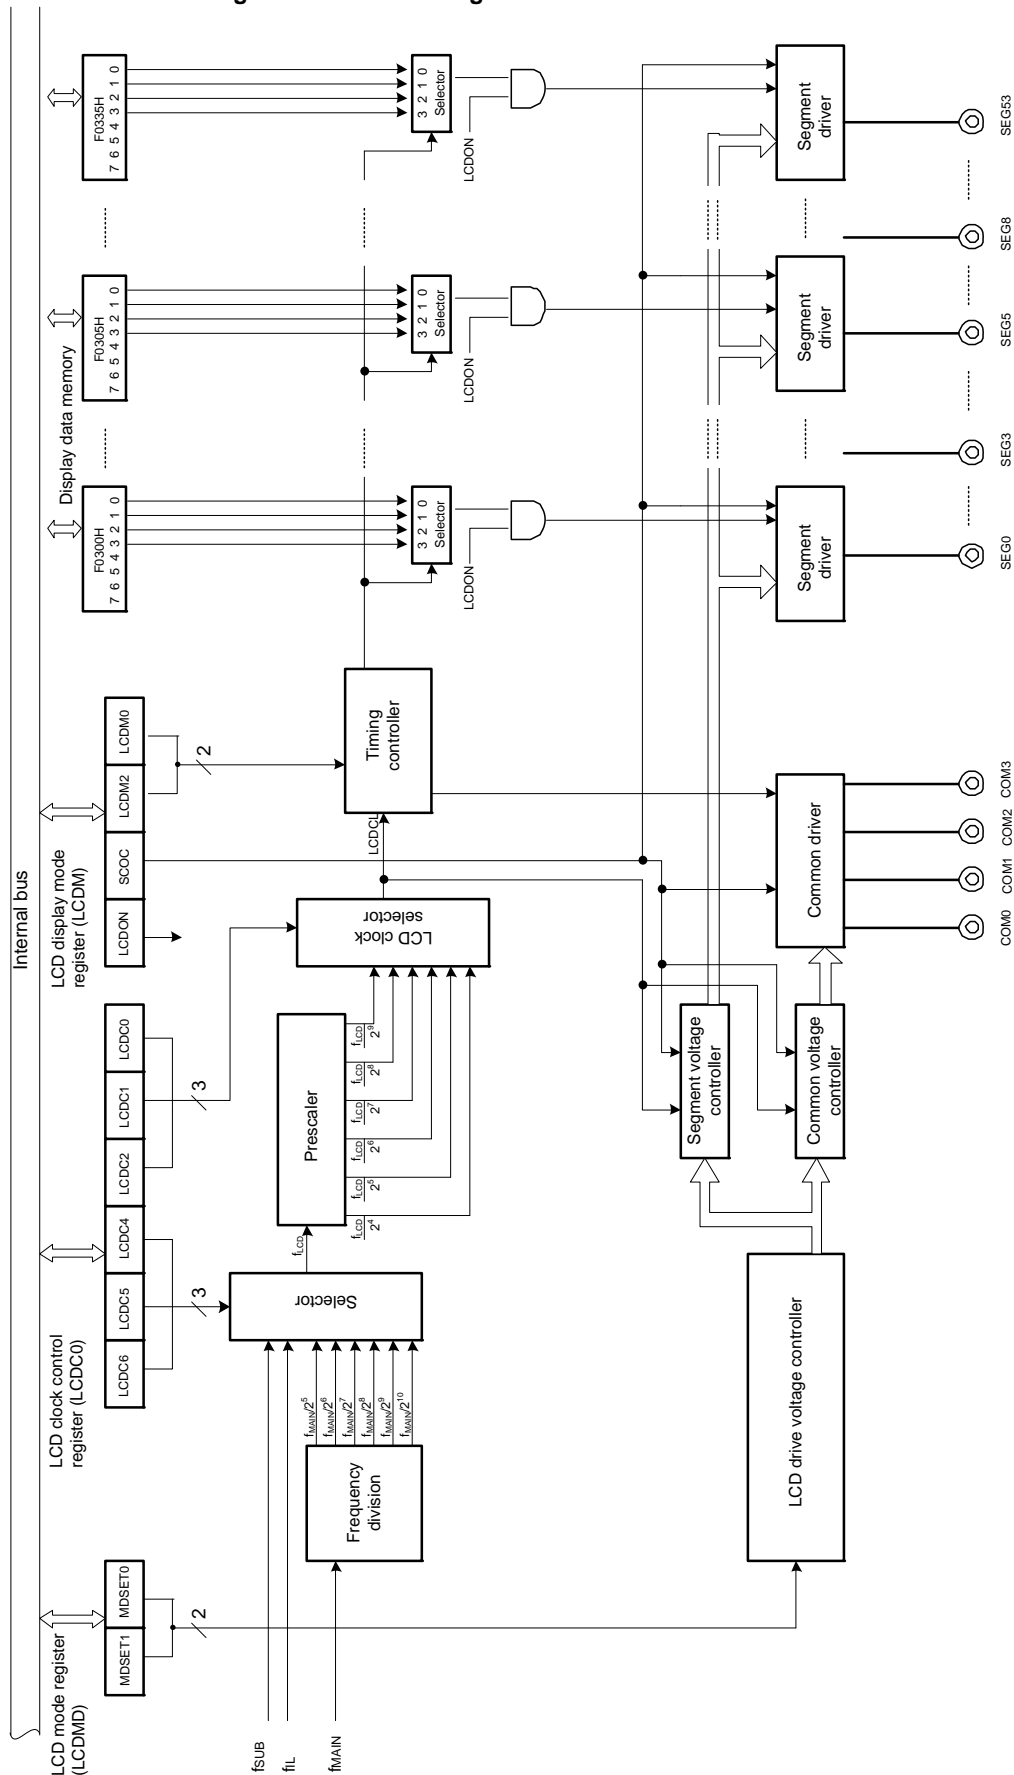 Internal bus
LCD mode register
(LCDMD)
LCD clock control
register (LCDC0)
LCD display mode
register (LCDM)
Display data memory
MDSET1
MDSET0
LCDC6
LCDC5
LCDC4
LCDC2
LCDC1
LCDC0
LCDON
SCOC
LCDM2
LCDM0
F0300H
7 6 5 4 3 2 1 0
F0305H
7 6 5 4 3 2 1 0
F0335H
7 6 5 4 3 2 1 0
2
3
3
2
fSUB
fIL
fMAIN
Frequency
division
fMAIN/2^5
fMAIN/2^6
fMAIN/2^7
fMAIN/2^8
fMAIN/2^9
fMAIN/2^10
Selector
fLCD
Prescaler
fLCD/2^4
fLCD/2^5
fLCD/2^6
fLCD/2^7
fLCD/2^8
fLCD/2^9
LCD clock
selector
LCDCL
Timing
controller
3 2 1 0
Selector
LCDON
3 2 1 0
Selector
LCDON
3 2 1 0
Selector
LCDON
LCD drive voltage controller
Segment voltage
controller
Common voltage
controller
Common driver
Segment
driver
Segment
driver
Segment
driver
COM0
COM1
COM2
COM3
SEG0
SEG3
SEG5
SEG8
SEG53